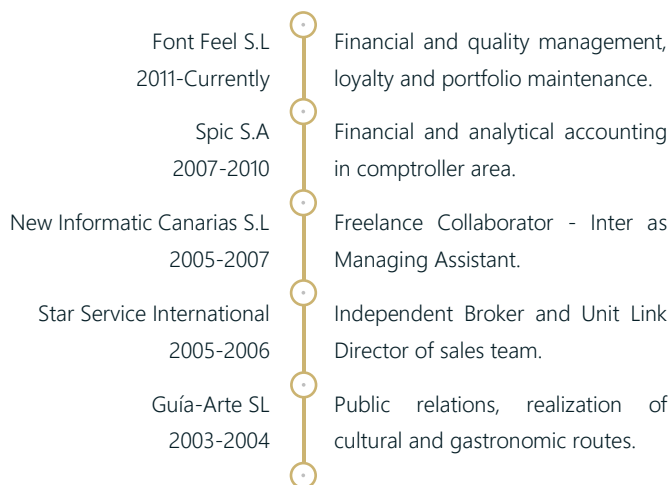 Font Feel S.L
2011-Currently
Financial and quality management,
loyalty and portfolio maintenance.
Spic S.A
2007-2010
Financial and analytical accounting
in comptroller area.
New Informatic Canarias S.L
2005-2007
Freelance Collaborator - Inter as
Managing Assistant.
Star Service International
2005-2006
Independent Broker and Unit Link
Director of sales team.
Guía-Arte SL
2003-2004
Public relations, realization of
cultural and gastronomic routes.